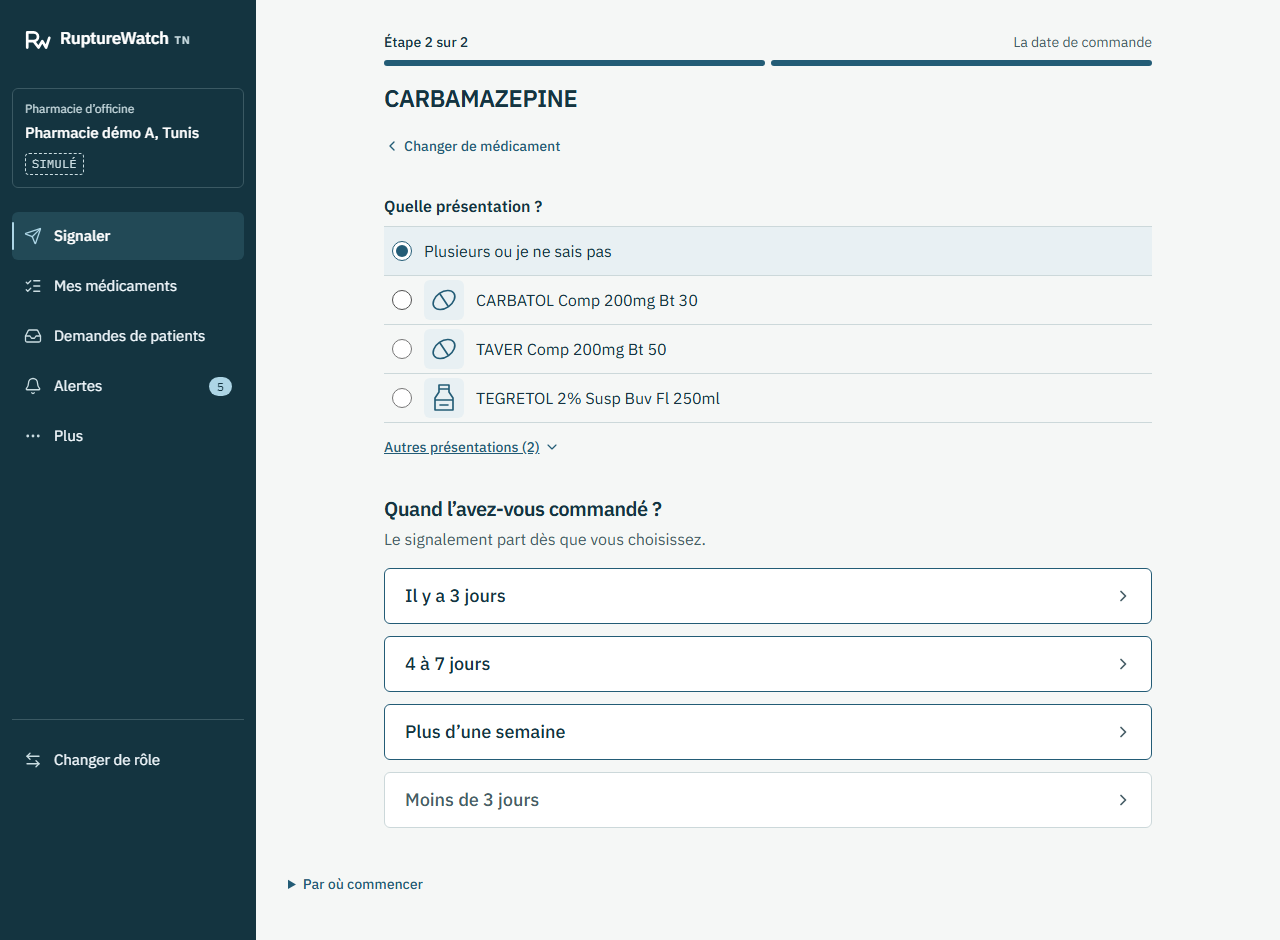 RuptureWatch TN
Pharmacie d’officine
Pharmacie démo A, Tunis
SIMULÉ
Signaler
Mes médicaments
Demandes de patients
Alertes 5
Plus
Changer de rôle
Étape 2 sur 2
La date de commande
CARBAMAZEPINE
Changer de médicament
Quelle présentation ?
Plusieurs ou je ne sais pas
CARBATOL Comp 200mg Bt 30
TAVER Comp 200mg Bt 50
TEGRETOL 2% Susp Buv Fl 250ml
Autres présentations (2)
Quand l’avez-vous commandé ?
Le signalement part dès que vous choisissez.
Il y a 3 jours
4 à 7 jours
Plus d’une semaine
Moins de 3 jours
Par où commencer